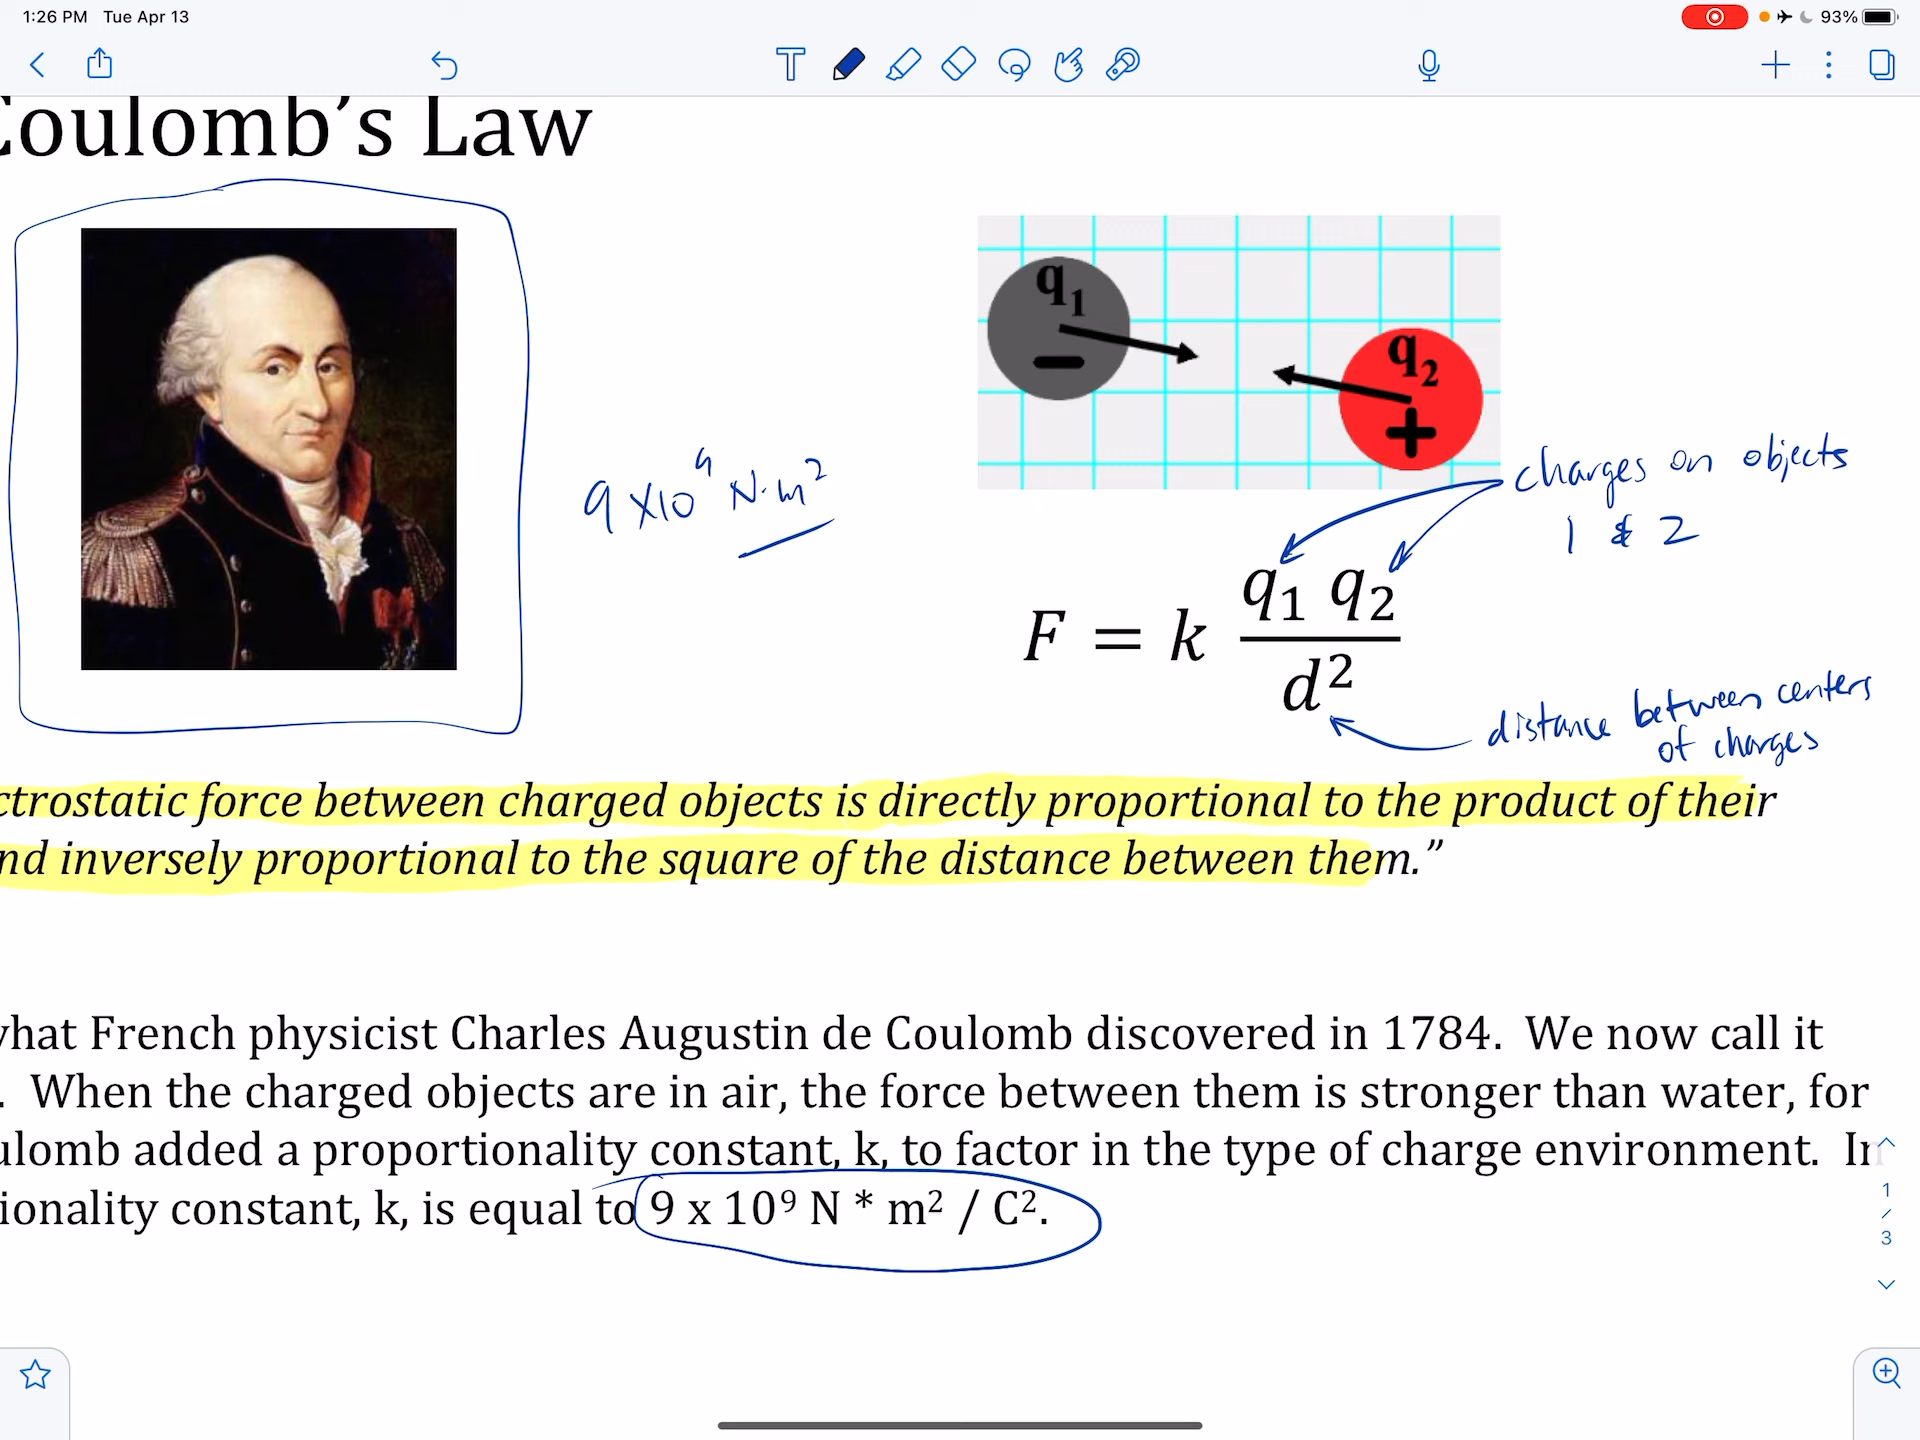 1:26 PM Tue Apr 13
93%
Coulomb's Law
q1
−
q2
+
9 x10⁹ N·m²
charges on objects
1 & 2
F = k q₁ q₂ / d²
distance between centers
of charges
ctrostatic force between charged objects is directly proportional to the product of their
nd inversely proportional to the square of the distance between them.”
what French physicist Charles Augustin de Coulomb discovered in 1784. We now call it
. When the charged objects are in air, the force between them is stronger than water, for
ulomb added a proportionality constant, k, to factor in the type of charge environment. In
ionality constant, k, is equal to 9 x 10⁹ N * m² / C².
1
/
3